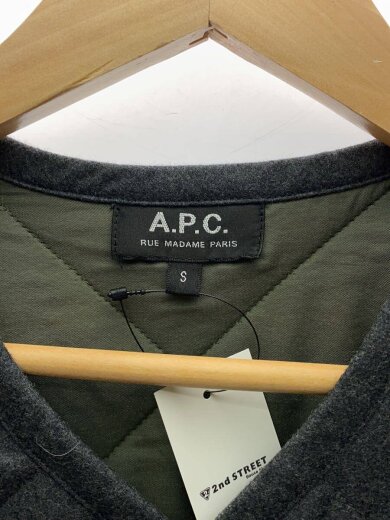 A.P.C.
RUE MADAME PARIS
S
2nd STREET